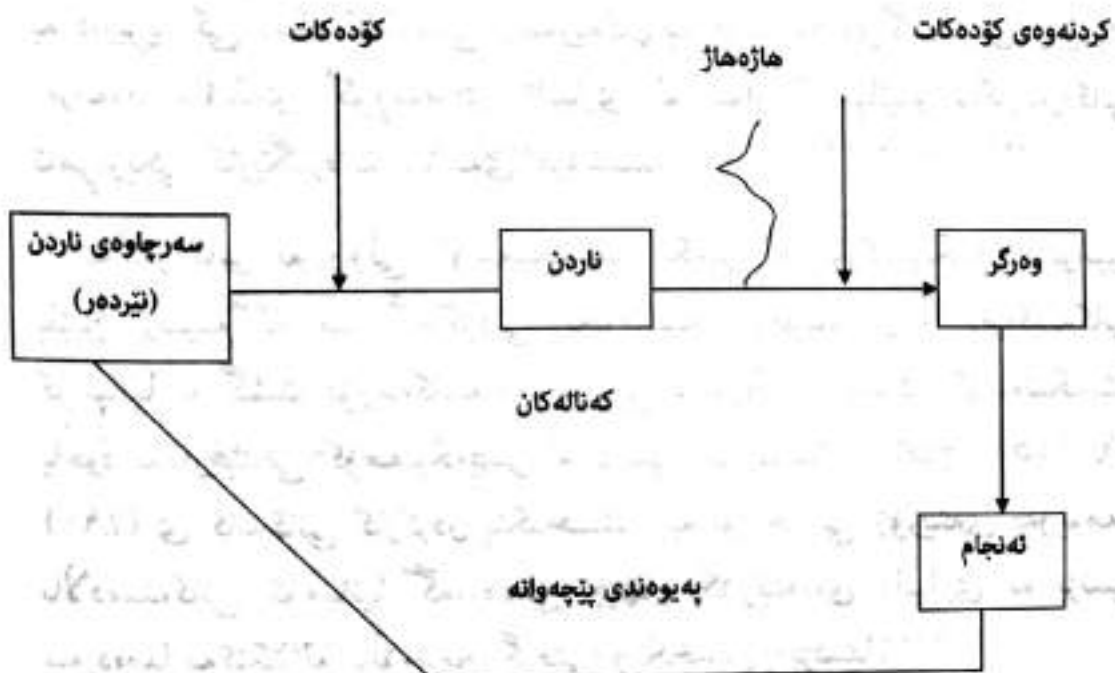 کۆدەکات
هاژەهاژ
کردنەوەی کۆدەکات
سەرچاوەی ناردن
(نێردەر)
ناردن
وەرگر
کەناڵەکان
ئەنجام
پەیوەندی پێچەوانە